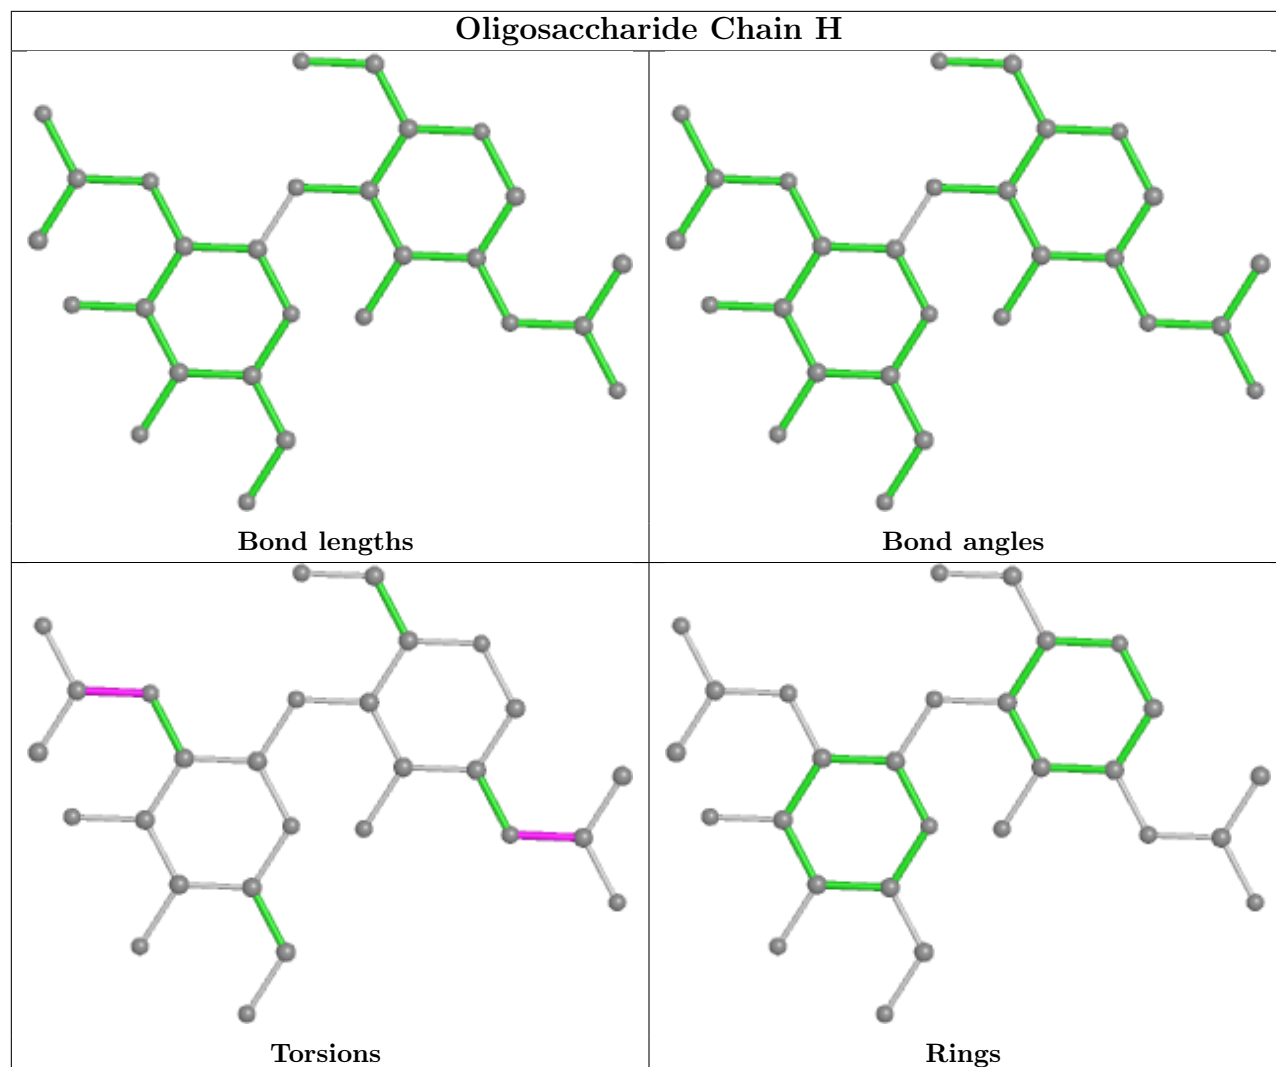 Oligosaccharide Chain H
Bond lengths
Bond angles
Torsions
Rings